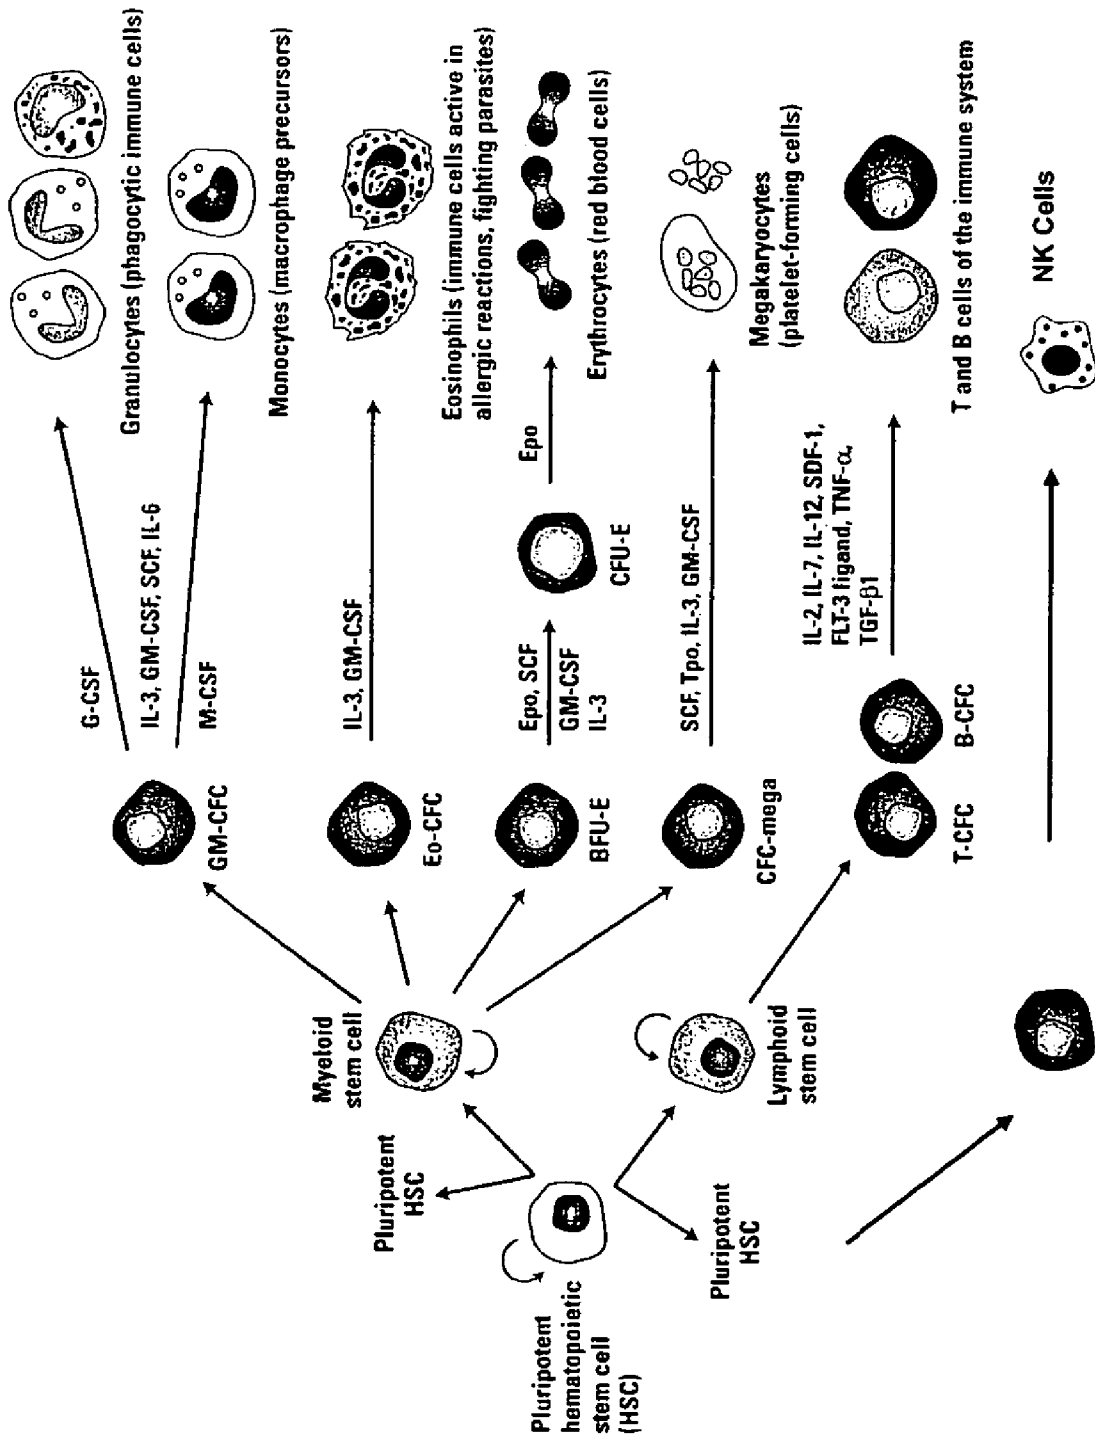 Pluripotent
hematopoietic
stem cell
(HSC)
Pluripotent
HSC
Pluripotent
HSC
Myeloid
stem cell
Lymphoid
stem cell
GM-CFC
Eo-CFC
BFU-E
CFC-mega
T-CFC
B-CFC
G-CSF
IL-3, GM-CSF, SCF, IL-6
M-CSF
IL-3, GM-CSF
Epo, SCF
GM-CSF
IL-3
CFU-E
Epo
SCF, Tpo, IL-3, GM-CSF
IL-2, IL-7, IL-12, SDF-1,
FLT-3 ligand, TNF-α,
TGF-β1
Granulocytes (phagocytic immune cells)
Monocytes (macrophage precursors)
Eosinophils (immune cells active in
allergic reactions, fighting parasites)
Erythrocytes (red blood cells)
Megakaryocytes
(platelet-forming cells)
T and B cells of the immune system
NK Cells